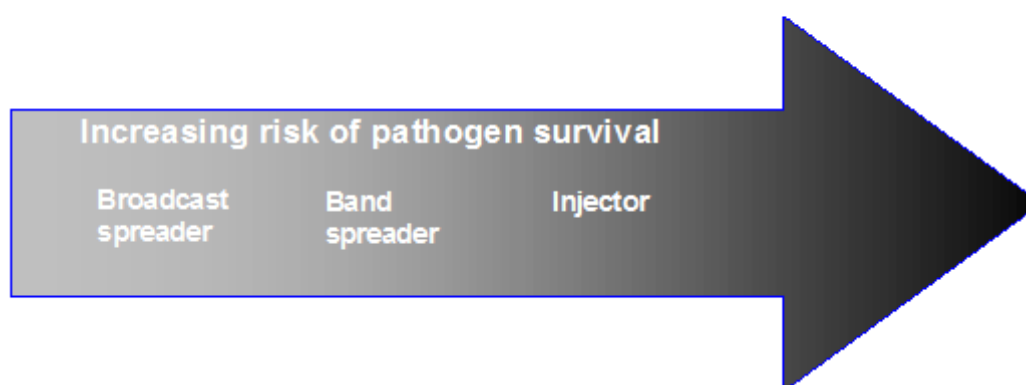 Increasing risk of pathogen survival
Broadcast
spreader
Band
spreader
Injector